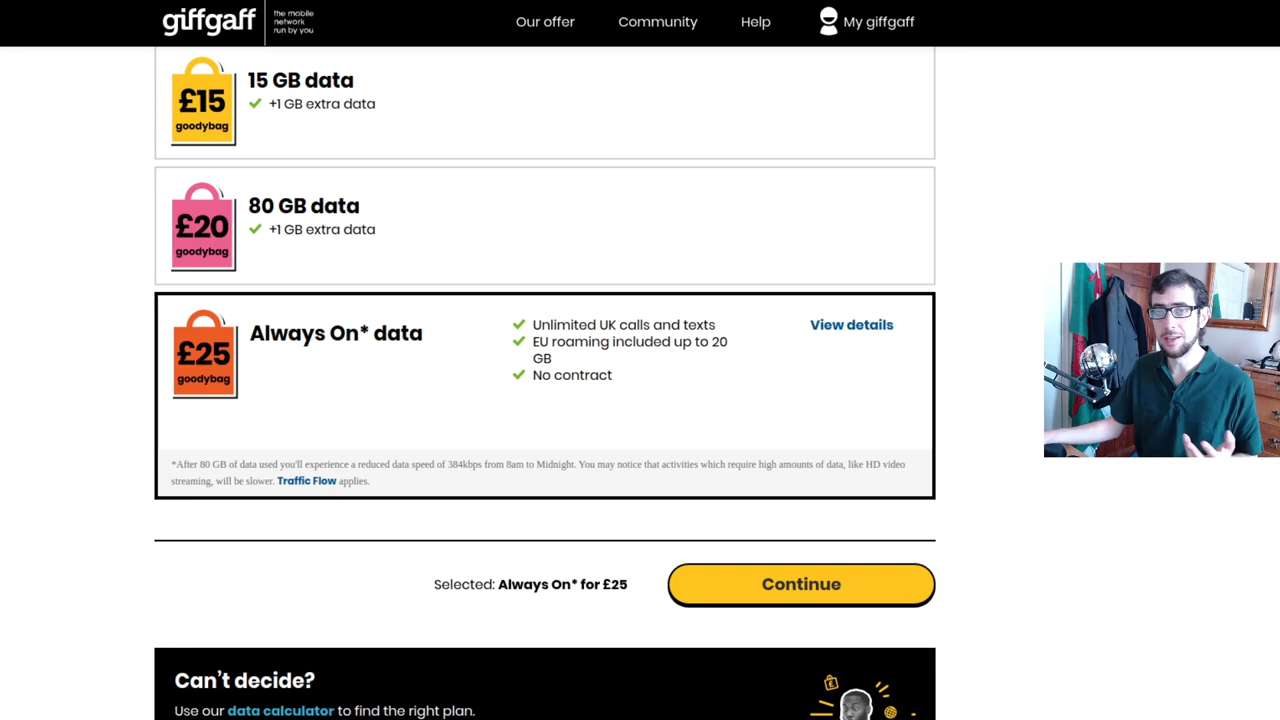 giffgaff
the mobile
network
run by you
Our offer
Community
Help
My giffgaff
£15
goodybag
15 GB data
+1 GB extra data
£20
goodybag
80 GB data
+1 GB extra data
£25
goodybag
Always On* data
Unlimited UK calls and texts
EU roaming included up to 20
GB
No contract
View details
*After 80 GB of data used you'll experience a reduced data speed of 384kbps from 8am to Midnight. You may notice that activities which require high amounts of data, like HD video
streaming, will be slower. Traffic Flow applies.
Selected: Always On* for £25
Continue
Can't decide?
Use our data calculator to find the right plan.
£